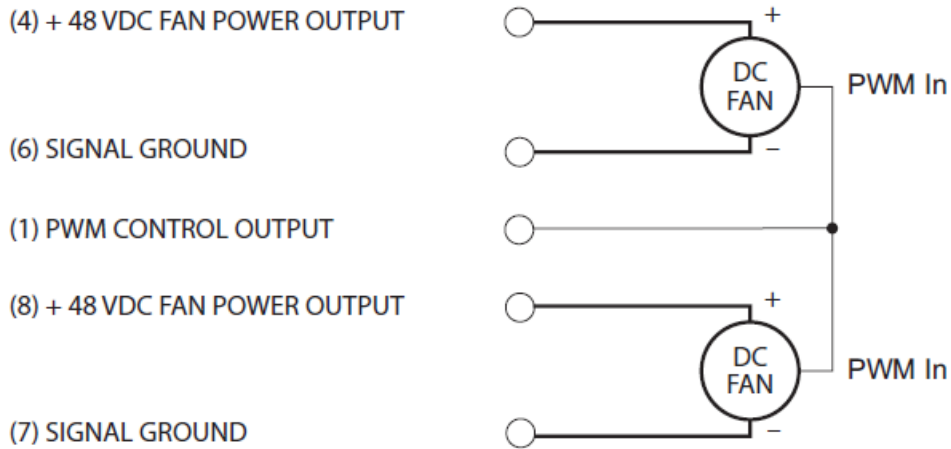 (4) + 48 VDC FAN POWER OUTPUT
+
DC
FAN
PWM In
(6) SIGNAL GROUND
−
(1) PWM CONTROL OUTPUT
(8) + 48 VDC FAN POWER OUTPUT
+
DC
FAN
PWM In
(7) SIGNAL GROUND
−